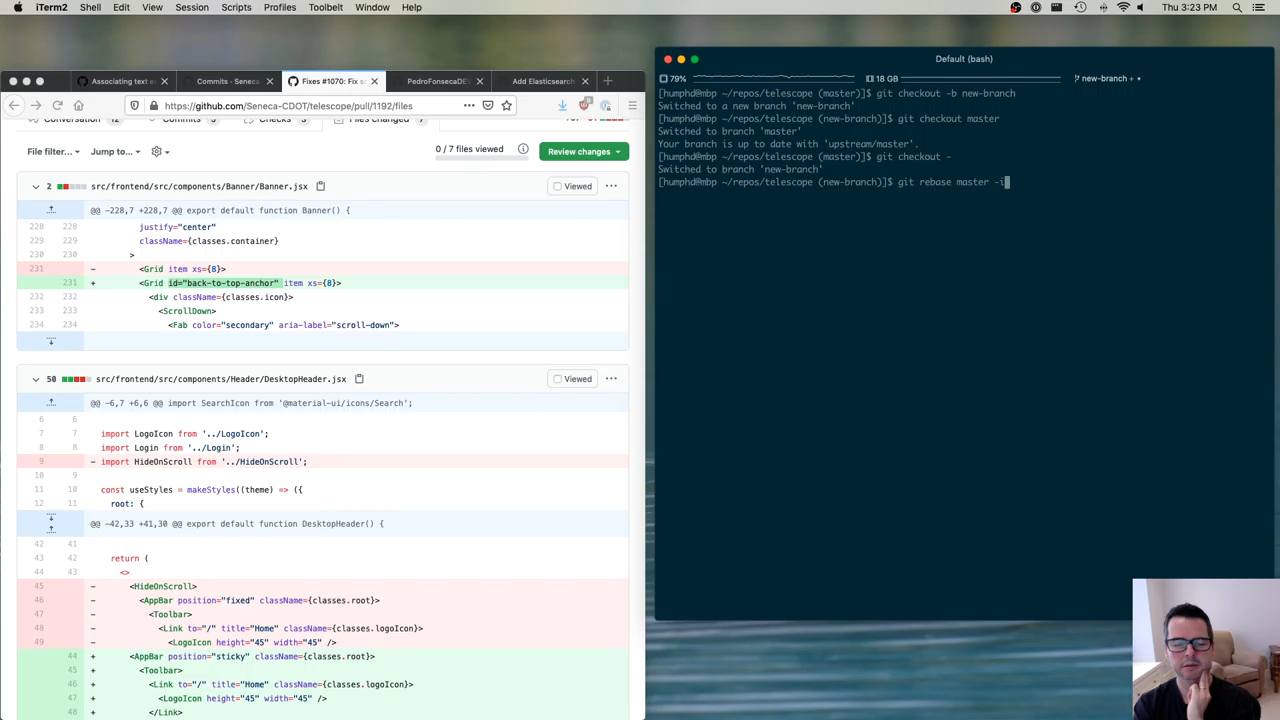 iTerm2 Shell Edit View Session Scripts Profiles Toolbelt Window Help
Thu 3:23 PM
Associating text e
Commits - Seneca
Fixes #1070: Fix s
PedroFonsecaDEV
Add Elasticsearch
https://github.com/Seneca-CDOT/telescope/pull/1192/files
Conversation 12
Checks
Files changed 7
File filter...
Jump to...
0 / 7 files viewed
Review changes
2 src/frontend/src/components/Banner/Banner.jsx
Viewed
@@ -228,7 +228,7 @@ export default function Banner() {
228 228 justify="center"
229 229 className={classes.container}
230 230 >
231 - <Grid item xs={8}>
231 + <Grid id="back-to-top-anchor" item xs={8}>
232 232 <div className={classes.icon}>
233 233 <ScrollDown>
234 234 <Fab color="secondary" aria-label="scroll-down">
50 src/frontend/src/components/Header/DesktopHeader.jsx
Viewed
@@ -6,7 +6,6 @@ import SearchIcon from '@material-ui/icons/Search';
6 6
7 7 import LogoIcon from '../LogoIcon';
8 8 import Login from '../Login';
9 - import HideOnScroll from '../HideOnScroll';
10 9
11 10 const useStyles = makeStyles((theme) => ({
12 11 root: {
@@ -42,33 +41,30 @@ export default function DesktopHeader() {
42 41
43 42 return (
44 43 <>
45 - <HideOnScroll>
46 - <AppBar position="fixed" className={classes.root}>
47 - <Toolbar>
48 - <Link to="/" title="Home" className={classes.logoIcon}>
49 - <LogoIcon height="45" width="45" />
44 + <AppBar position="sticky" className={classes.root}>
45 + <Toolbar>
46 + <Link to="/" title="Home" className={classes.logoIcon}>
47 + <LogoIcon height="45" width="45" />
48 + </Link>
Default (bash)
79% 18 GB new-branch
[humphd@mbp ~/repos/telescope (master)]$ git checkout -b new-branch
Switched to a new branch 'new-branch'
[humphd@mbp ~/repos/telescope (new-branch)]$ git checkout master
Switched to branch 'master'
Your branch is up to date with 'upstream/master'.
[humphd@mbp ~/repos/telescope (master)]$ git checkout -
Switched to branch 'new-branch'
[humphd@mbp ~/repos/telescope (new-branch)]$ git rebase master -i